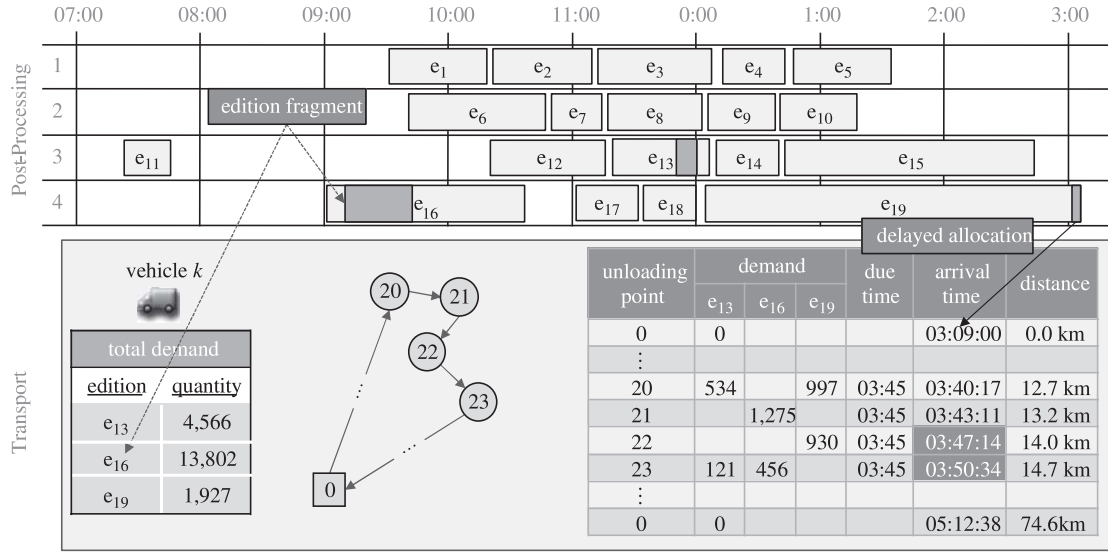 07:00 08:00 09:00 10:00 11:00 0:00 1:00 2:00 3:00
Post-Processing
1 e1 e2 e3 e4 e5
2 edition fragment e6 e7 e8 e9 e10
3 e11 e12 e13 e14 e15
4 e16 e17 e18 e19
delayed allocation
Transport
vehicle k
total demand
edition quantity
e13 4,566
e16 13,802
e19 1,927
20 21
22
23
0
unloading point demand due time arrival time distance
e13 e16 e19
0 0 03:09:00 0.0 km
⋮
20 534 997 03:45 03:40:17 12.7 km
21 1,275 03:45 03:43:11 13.2 km
22 930 03:45 03:47:14 14.0 km
23 121 456 03:45 03:50:34 14.7 km
⋮
0 0 05:12:38 74.6km